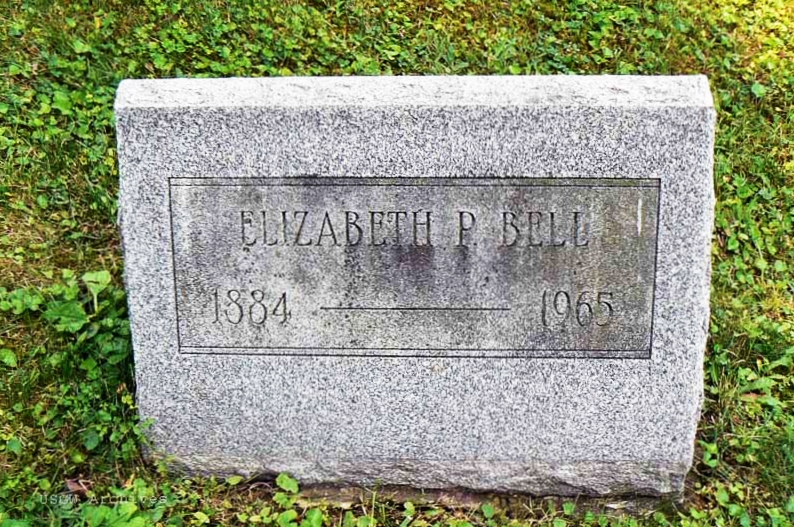 ELIZABETH P. BELL
1884 — 1965
USGW Archives